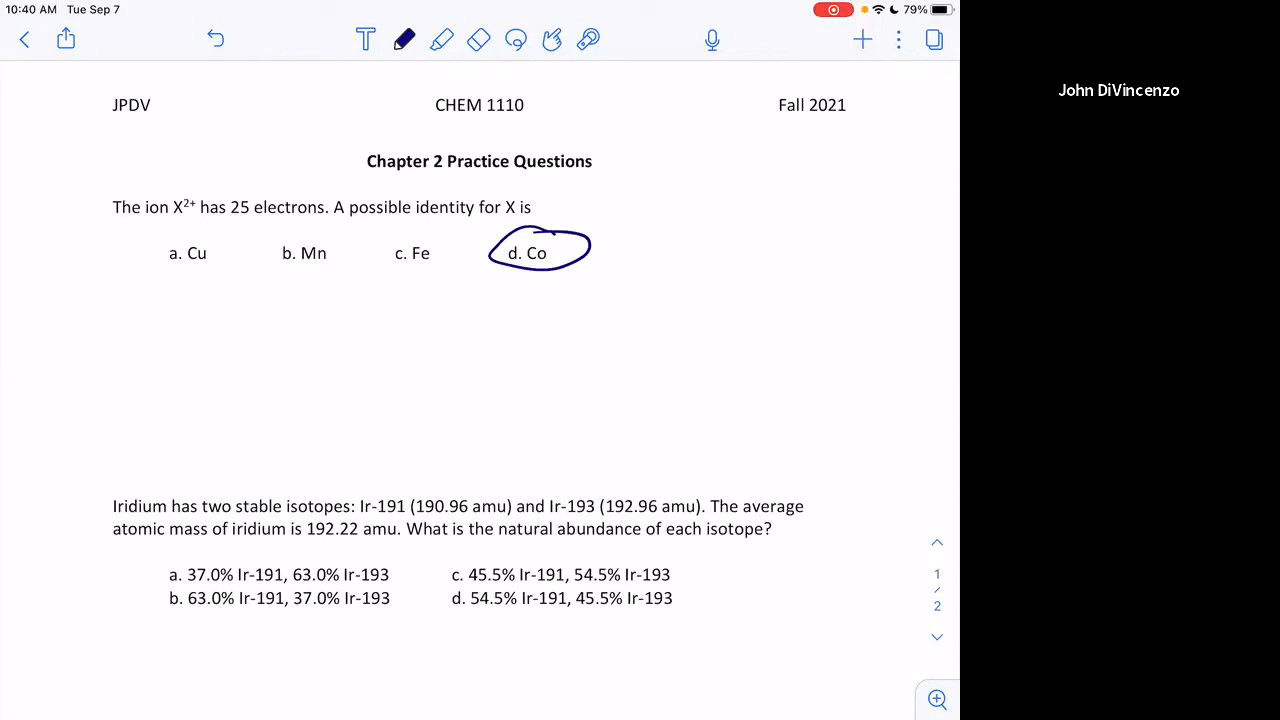 10:40 AM Tue Sep 7
79%
T
John DiVincenzo
JPDV CHEM 1110 Fall 2021
Chapter 2 Practice Questions
The ion X²⁺ has 25 electrons. A possible identity for X is
a. Cu b. Mn c. Fe d. Co
Iridium has two stable isotopes: Ir-191 (190.96 amu) and Ir-193 (192.96 amu). The average
atomic mass of iridium is 192.22 amu. What is the natural abundance of each isotope?
a. 37.0% Ir-191, 63.0% Ir-193 c. 45.5% Ir-191, 54.5% Ir-193
b. 63.0% Ir-191, 37.0% Ir-193 d. 54.5% Ir-191, 45.5% Ir-193
1
/
2